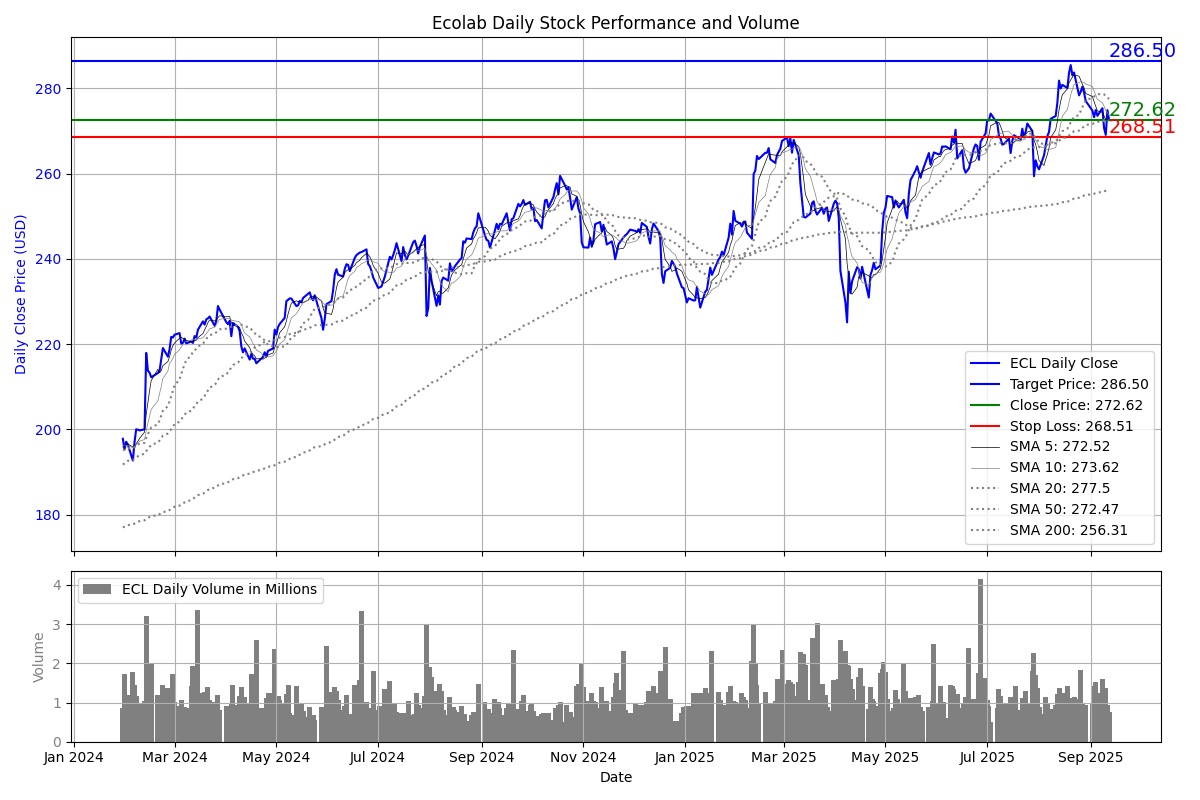 Ecolab Daily Stock Performance and Volume
286.50
280
272.62
268.51
260
240
220
200
180
Daily Close Price (USD)
ECL Daily Close
Target Price: 286.50
Close Price: 272.62
Stop Loss: 268.51
SMA 5: 272.52
SMA 10: 273.62
SMA 20: 277.5
SMA 50: 272.47
SMA 200: 256.31
ECL Daily Volume in Millions
4
3
2
1
0
Volume
Jan 2024
Mar 2024
May 2024
Jul 2024
Sep 2024
Nov 2024
Jan 2025
Mar 2025
May 2025
Jul 2025
Sep 2025
Date